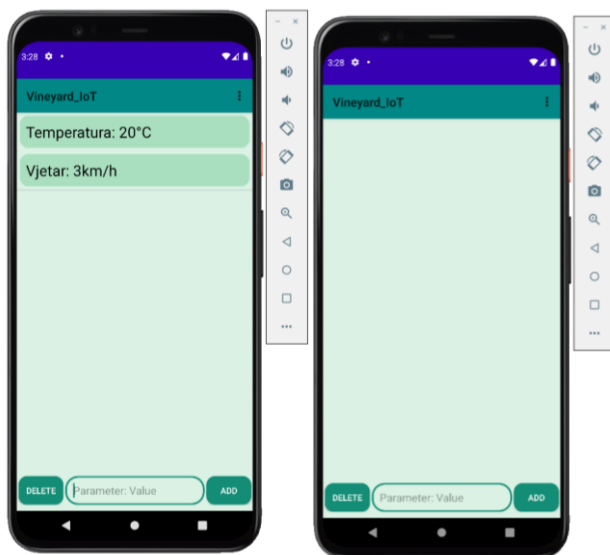 3:28
Vineyard_IoT
Temperatura: 20°C
Vjetar: 3km/h
DELETE
Parameter: Value
ADD
3:28
Vineyard_IoT
DELETE
Parameter: Value
ADD